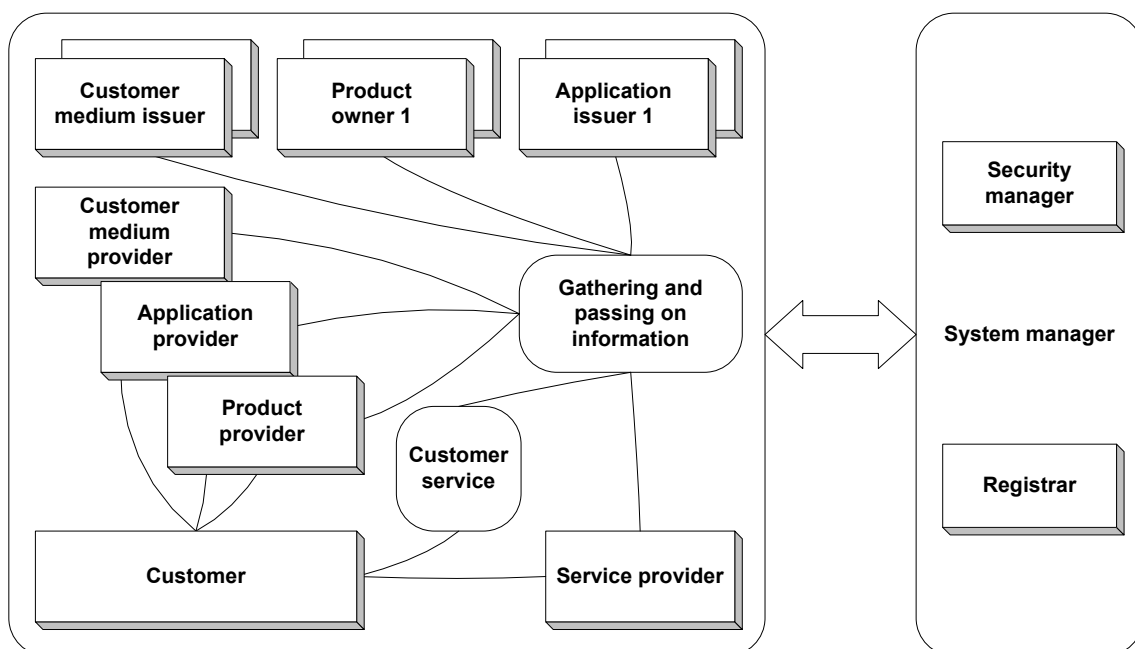 Customer
medium issuer
Product
owner 1
Application
issuer 1
Customer
medium
provider
Application
provider
Product
provider
Gathering and
passing on
information
Customer
service
Customer
Service provider
Security
manager
System manager
Registrar